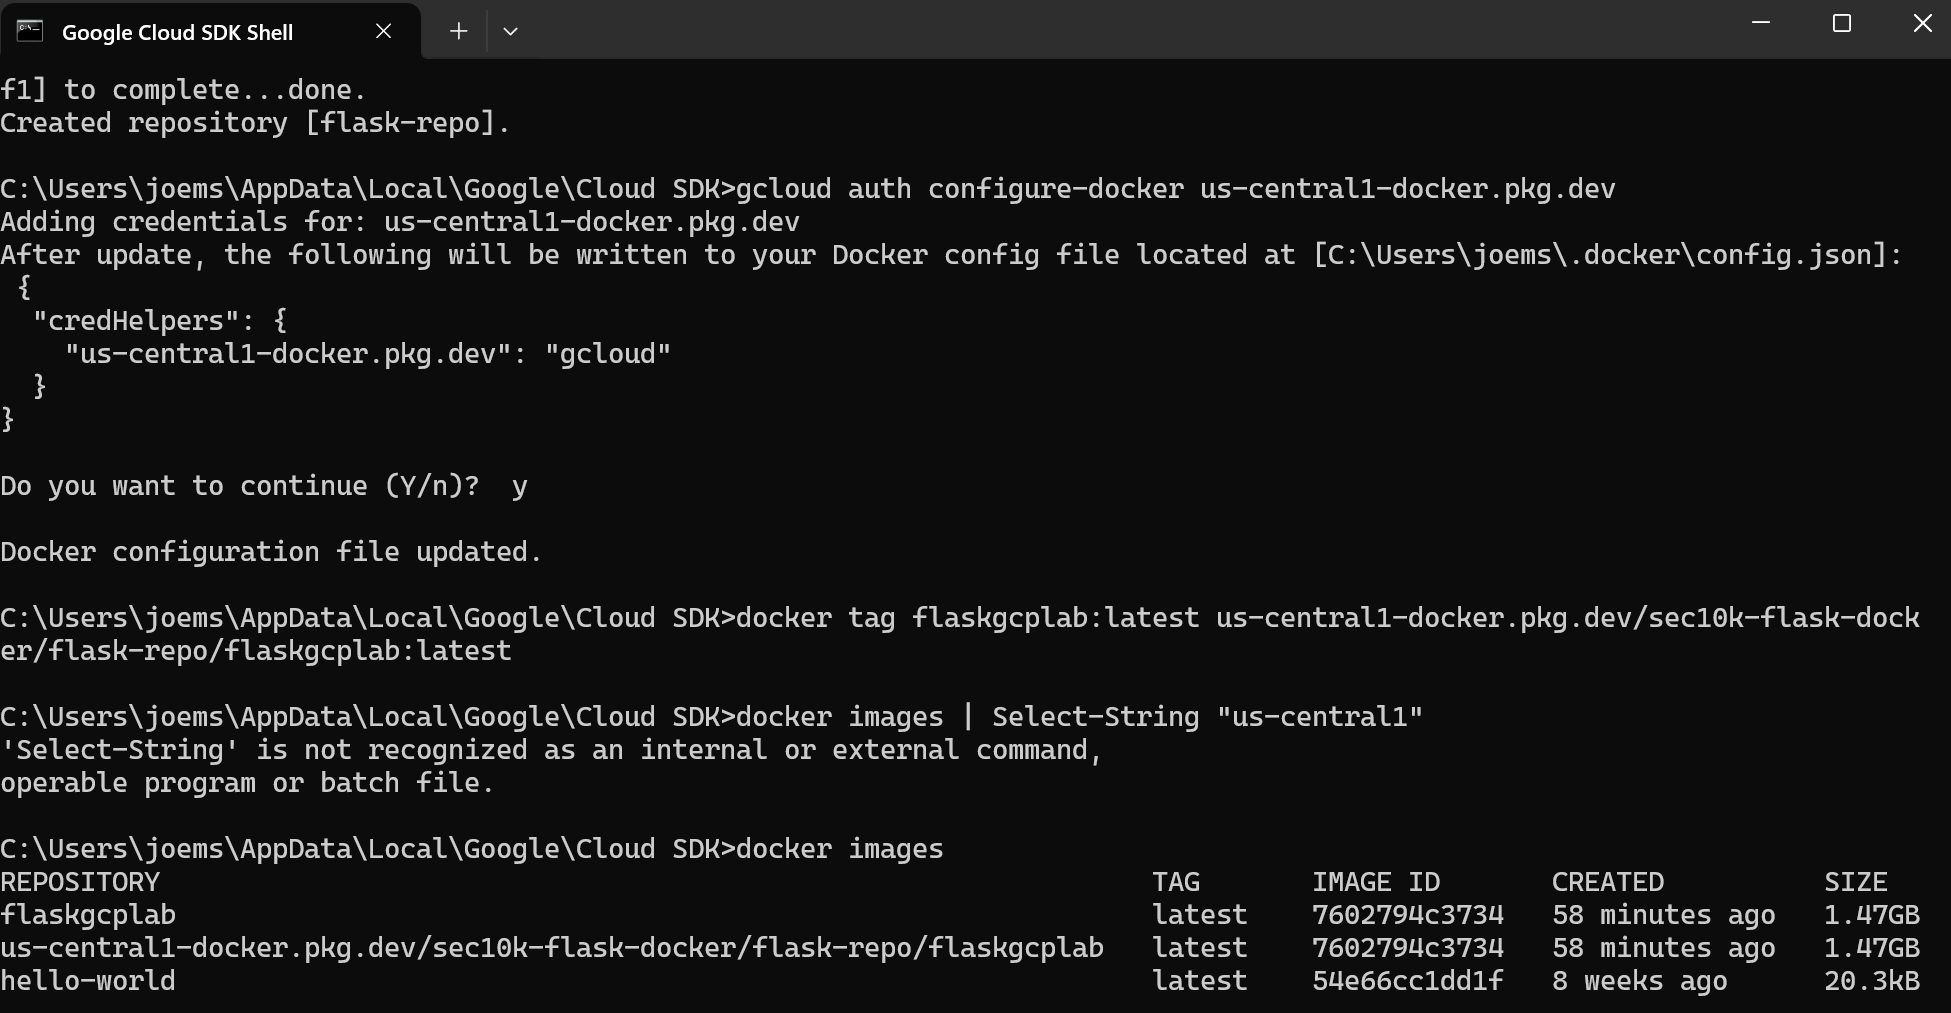 Google Cloud SDK Shell
f1] to complete...done.
Created repository [flask-repo].
C:\Users\joems\AppData\Local\Google\Cloud SDK>gcloud auth configure-docker us-central1-docker.pkg.dev
Adding credentials for: us-central1-docker.pkg.dev
After update, the following will be written to your Docker config file located at [C:\Users\joems\.docker\config.json]:
 {
  "credHelpers": {
    "us-central1-docker.pkg.dev": "gcloud"
  }
}
Do you want to continue (Y/n)?  y
Docker configuration file updated.
C:\Users\joems\AppData\Local\Google\Cloud SDK>docker tag flaskgcplab:latest us-central1-docker.pkg.dev/sec10k-flask-dock
er/flask-repo/flaskgcplab:latest
C:\Users\joems\AppData\Local\Google\Cloud SDK>docker images | Select-String "us-central1"
'Select-String' is not recognized as an internal or external command,
operable program or batch file.
C:\Users\joems\AppData\Local\Google\Cloud SDK>docker images
REPOSITORY                                                              TAG       IMAGE ID       CREATED          SIZE
flaskgcplab                                                             latest    7602794c3734   58 minutes ago   1.47GB
us-central1-docker.pkg.dev/sec10k-flask-docker/flask-repo/flaskgcplab   latest    7602794c3734   58 minutes ago   1.47GB
hello-world                                                             latest    54e66cc1dd1f   8 weeks ago      20.3kB